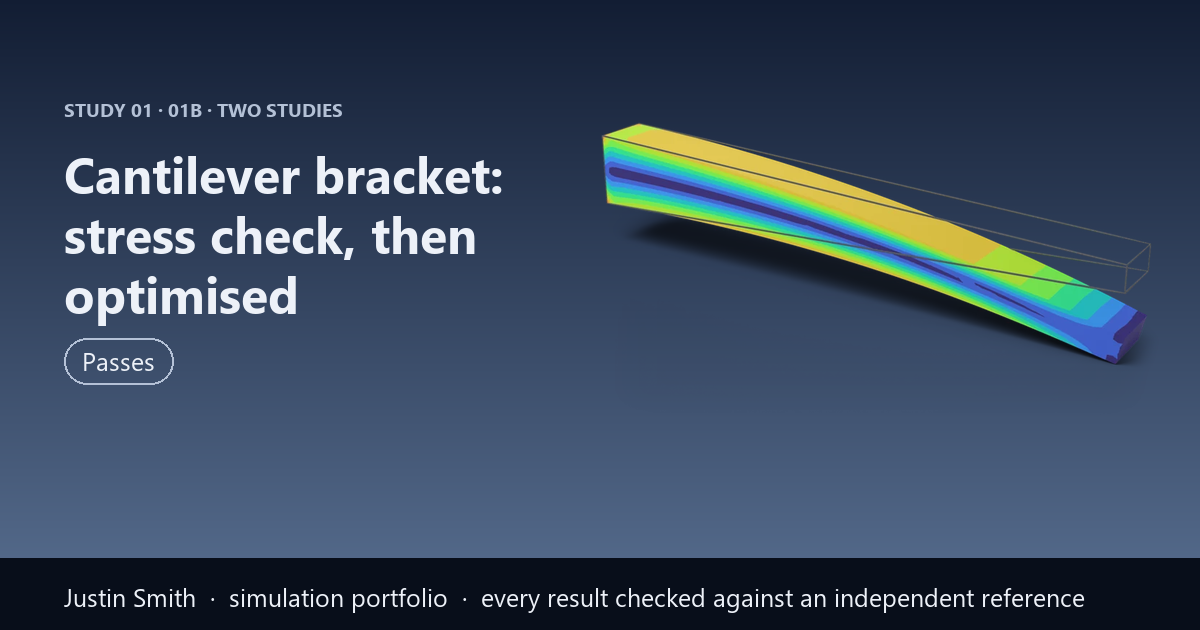 STUDY 01 · 01B · TWO STUDIES
Cantilever bracket:
stress check, then
optimised
Passes
Justin Smith · simulation portfolio · every result checked against an independent reference